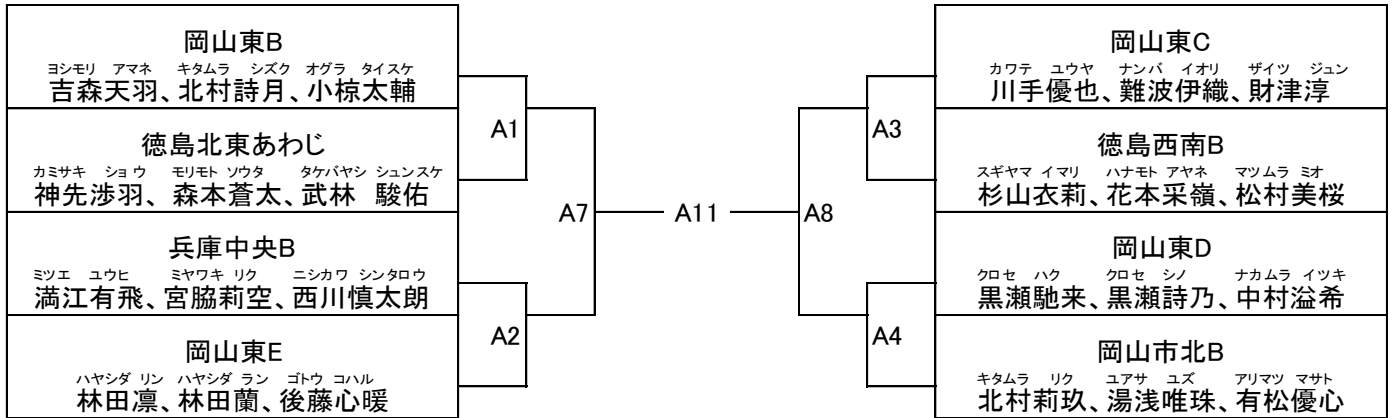 岡山東B
ヨシモリ アマネ キタムラ シズク オグラ タイスケ
吉森天羽、北村詩月、小椋太輔
徳島北東あわじ
カミサキ ショウ モリモト ソウタ タケバヤシ シュンスケ
神先渉羽、森本蒼太、武林 駿佑
兵庫中央B
ミツエ ユウヒ ミヤワキ リク ニシカワ シンタロウ
満江有飛、宮脇莉空、西川慎太朗
岡山東E
ハヤシダ リン ハヤシダ ラン ゴトウ コハル
林田凛、林田蘭、後藤心暖
A1
A2
A7
A11
A8
A3
A4
岡山東C
カワテ ユウヤ ナンバ イオリ ザイツ ジュン
川手優也、難波伊織、財津淳
徳島西南B
スギヤマ イマリ ハナモト アヤネ マツムラ ミオ
杉山衣莉、花本采嶺、松村美桜
岡山東D
クロセ ハク クロセ シノ ナカムラ イツキ
黒瀬馳来、黒瀬詩乃、中村溢希
岡山市北B
キタムラ リク ユアサ ユズ アリマツ マサト
北村莉玖、湯浅唯珠、有松優心